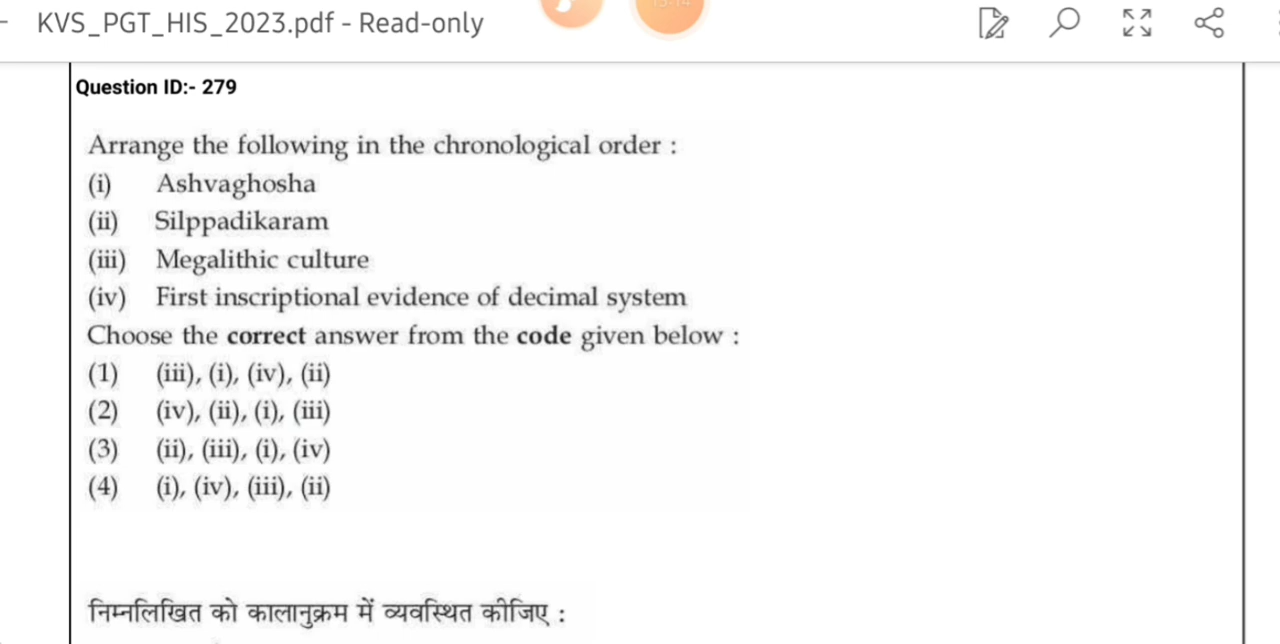 KVS_PGT_HIS_2023.pdf - Read-only
Question ID:- 279
Arrange the following in the chronological order :
(i) Ashvaghosha
(ii) Silppadikaram
(iii) Megalithic culture
(iv) First inscriptional evidence of decimal system
Choose the correct answer from the code given below :
(1) (iii), (i), (iv), (ii)
(2) (iv), (ii), (i), (iii)
(3) (ii), (iii), (i), (iv)
(4) (i), (iv), (iii), (ii)
निम्नलिखित को कालानुक्रम में व्यवस्थित कीजिए :